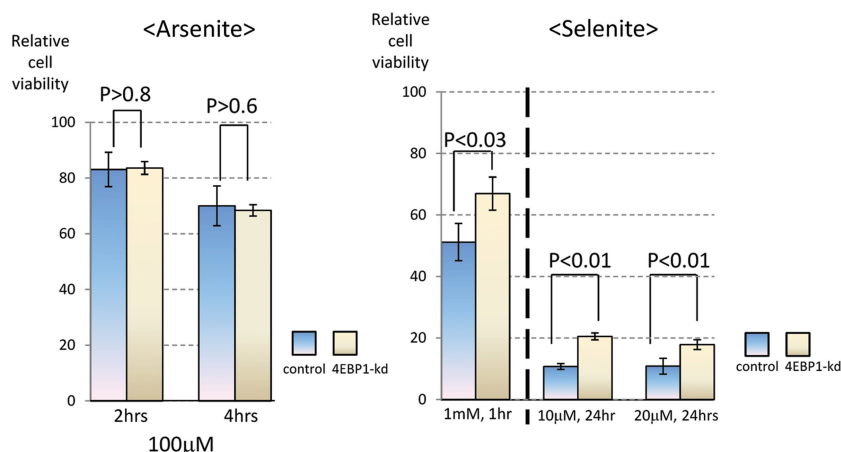 <Arsenite>
Relative
cell
viability
P>0.8
P>0.6
100
80
60
40
20
0
2hrs
4hrs
100μM
control
4EBP1-kd
<Selenite>
Relative
cell
viability
100
80
60
40
20
0
P<0.03
P<0.01
P<0.01
1mM, 1hr
10μM, 24hr
20μM, 24hrs
control
4EBP1-kd